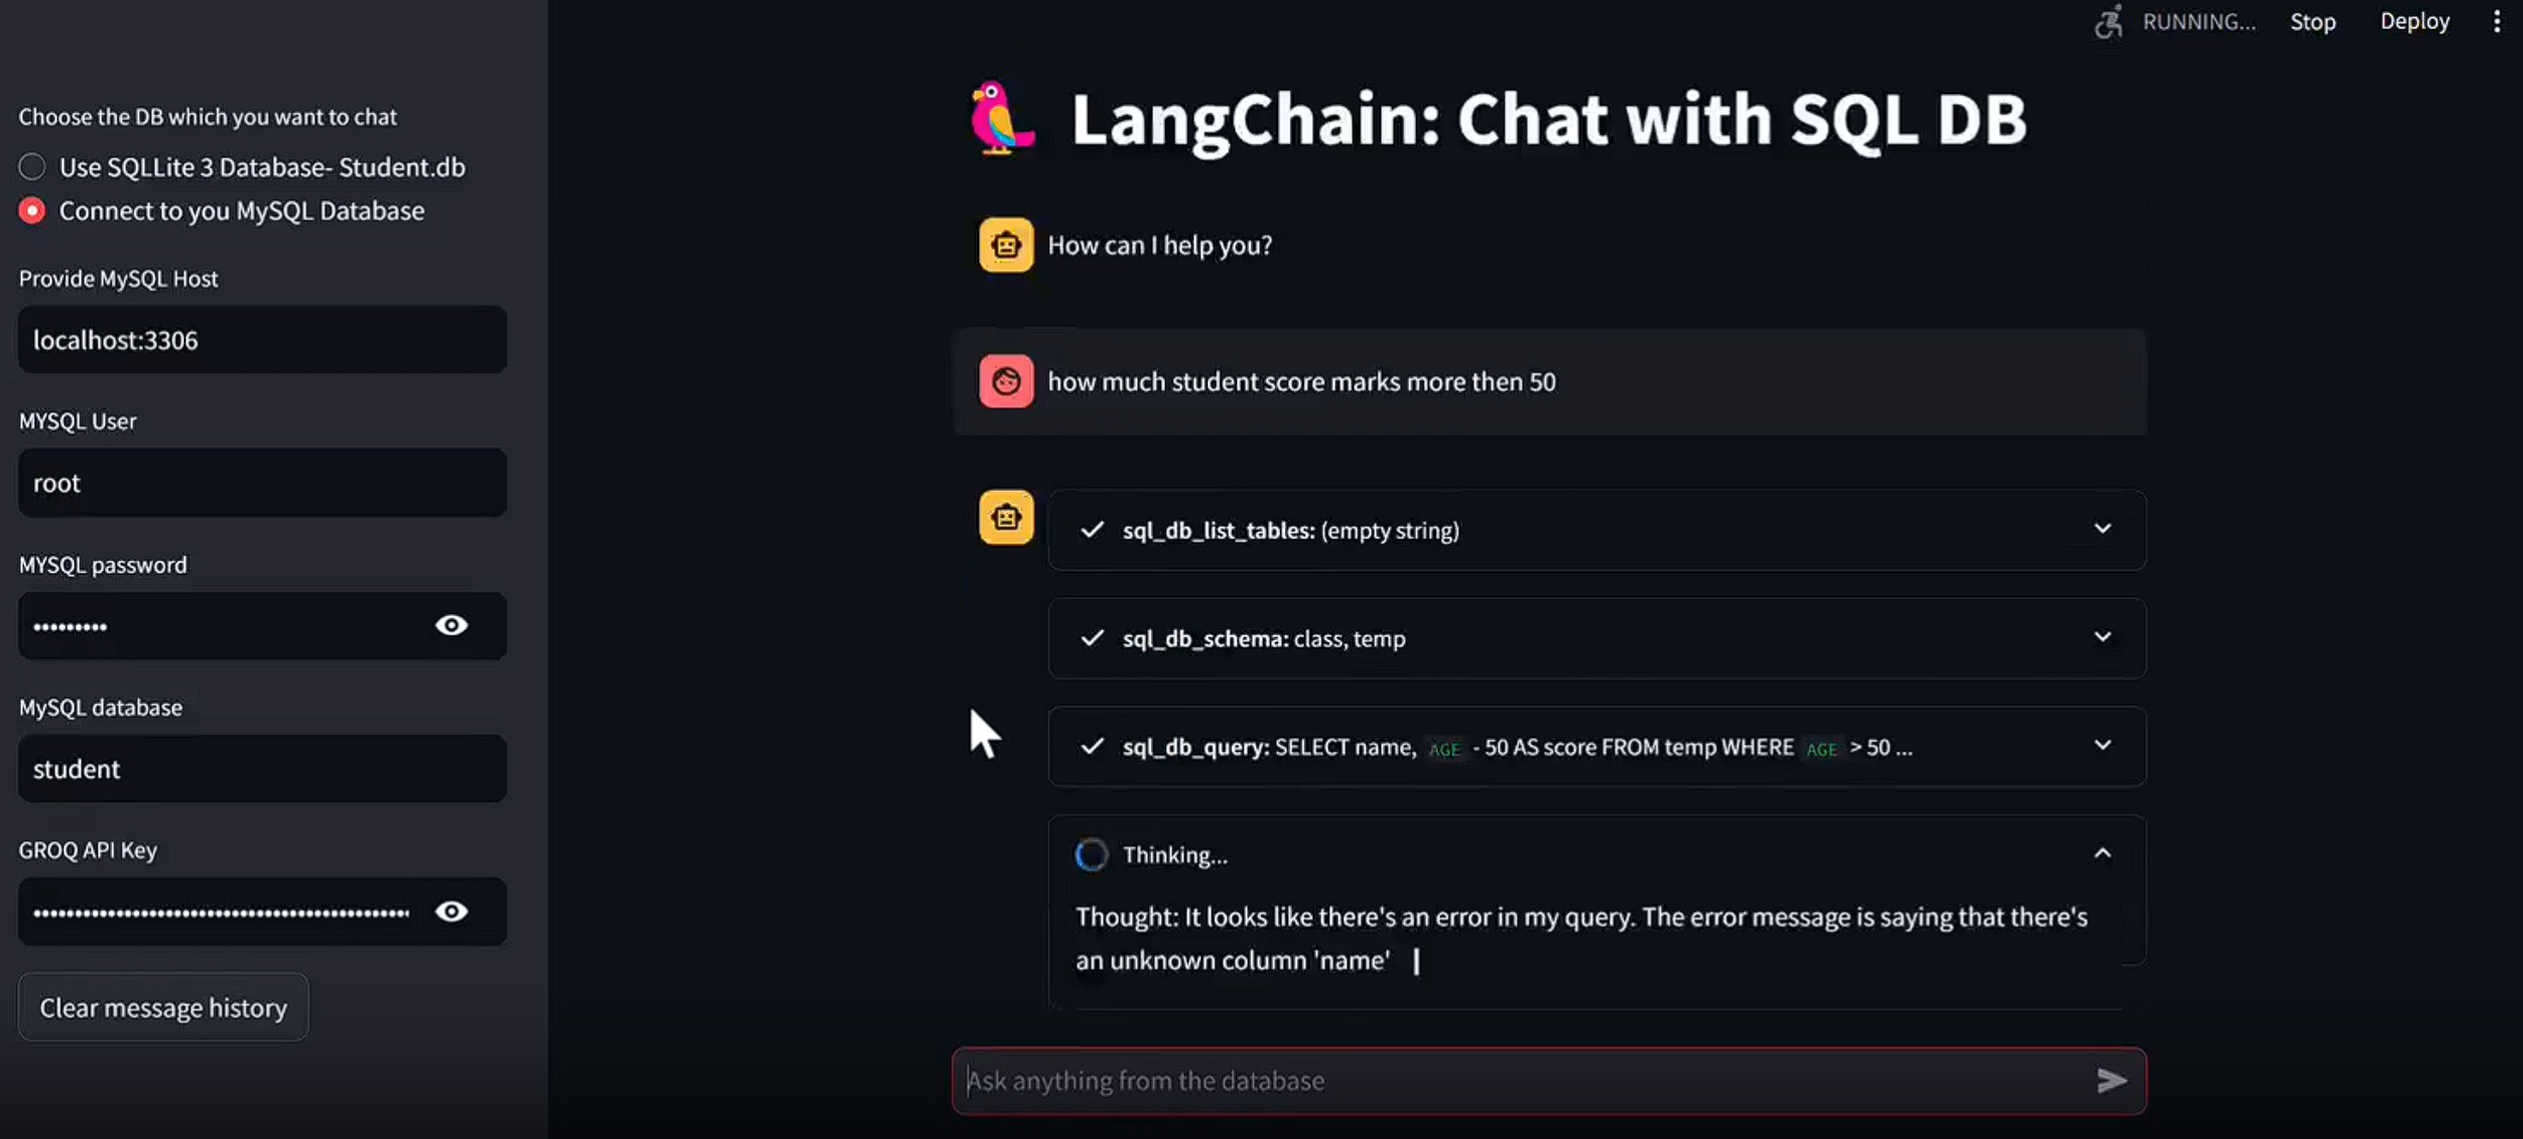 RUNNING... Stop Deploy
Choose the DB which you want to chat
Use SQLLite 3 Database- Student.db
Connect to you MySQL Database
Provide MySQL Host
localhost:3306
MYSQL User
root
MYSQL password
•••••••••
MySQL database
student
GROQ API Key
Clear message history
LangChain: Chat with SQL DB
How can I help you?
how much student score marks more then 50
sql_db_list_tables: (empty string)
sql_db_schema: class, temp
sql_db_query: SELECT name, AGE - 50 AS score FROM temp WHERE AGE > 50 ...
Thinking...
Thought: It looks like there's an error in my query. The error message is saying that there's
an unknown column 'name'
Ask anything from the database